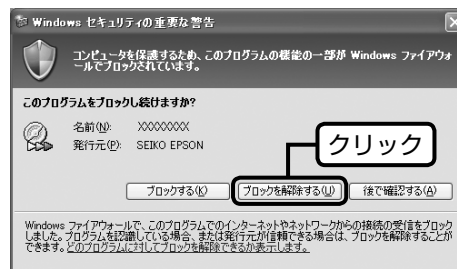 Windows セキュリティの重要な警告
コンピュータを保護するため、このプログラムの機能の一部が Windows ファイアウォ
ールでブロックされています。
このプログラムをブロックし続けますか?
名前(N): XXXXXXXX
発行元(P): SEIKO EPSON
クリック
ブロックする(K) ブロックを解除する(U) 後で確認する(A)
Windows ファイアウォールで、このプログラムでのインターネットやネットワークからの接続の受信をブロック
しました。プログラムを認識している場合、または発行元が信頼できる場合は、ブロックを解除することが
できます。どのプログラムに対してブロックを解除できるか表示します。